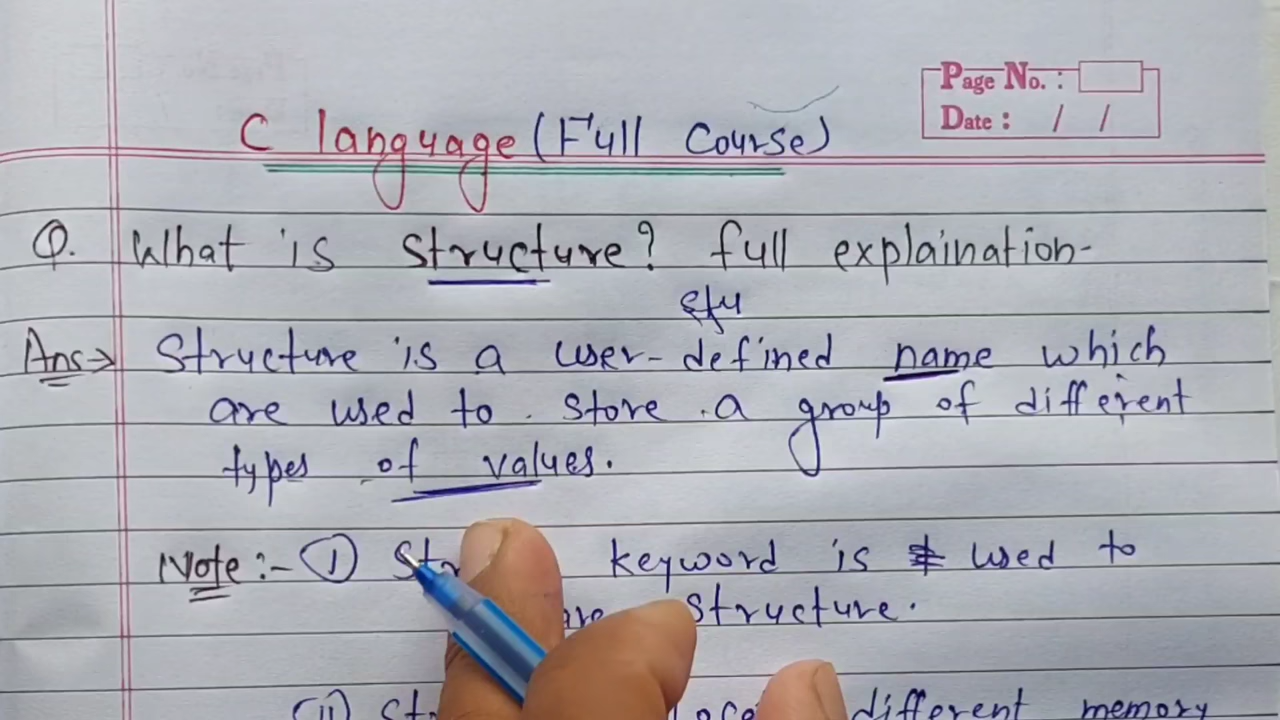 Page No. :
Date : / /
C language (Full Course)
Q. What is structure? full explaination-
stu
Ans→ Structure is a user-defined name which
are used to store a group of different
types of values.
Note :- (i) keyword is used to
structure.
(ii) different memory